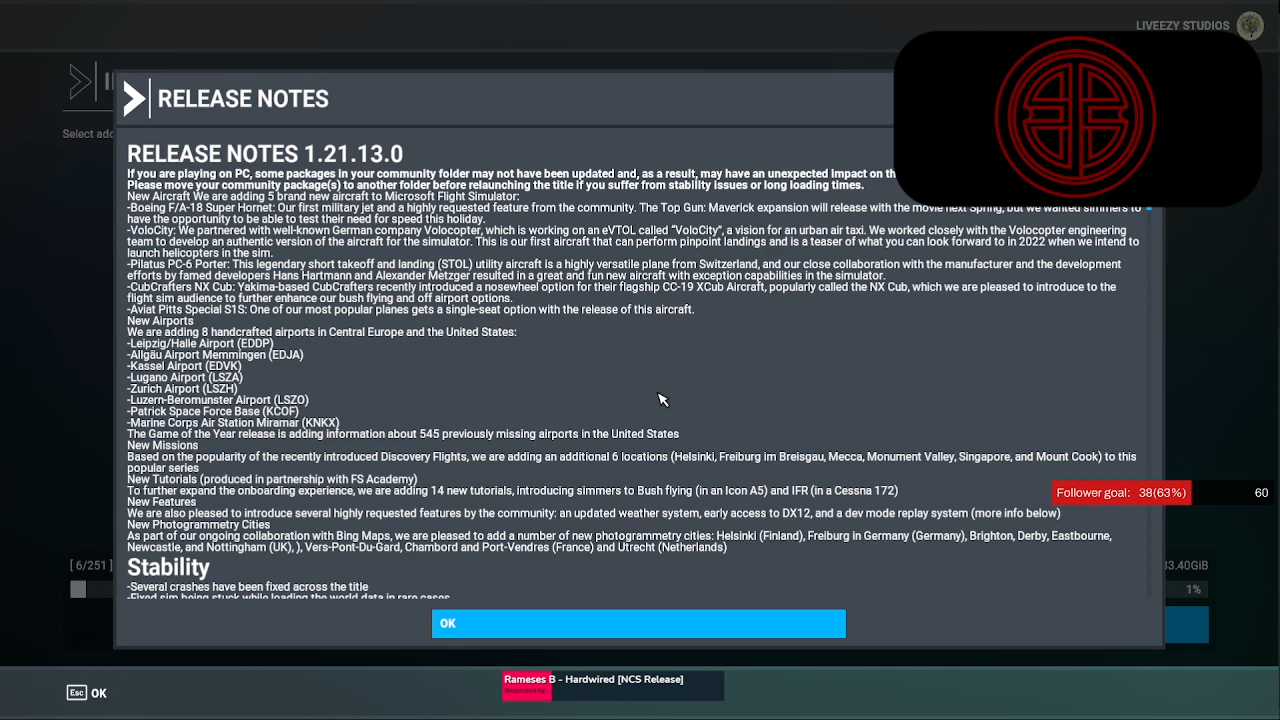 LIVEEZY STUDIOS
RELEASE NOTES
Select add
RELEASE NOTES 1.21.13.0
If you are playing on PC, some packages in your community folder may not have been updated and, as a result, may have an unexpected impact on th
Please move your community package(s) to another folder before relaunching the title if you suffer from stability issues or long loading times.
New Aircraft We are adding 5 brand new aircraft to Microsoft Flight Simulator:
-Boeing F/A-18 Super Hornet: Our first military jet and a highly requested feature from the community. The Top Gun: Maverick expansion will release with the movie next Spring, but we wanted simmers to
have the opportunity to be able to test their need for speed this holiday.
-VoloCity: We partnered with well-known German company Volocopter, which is working on an eVTOL called "VoloCity", a vision for an urban air taxi. We worked closely with the Volocopter engineering
team to develop an authentic version of the aircraft for the simulator. This is our first aircraft that can perform pinpoint landings and is a teaser of what you can look forward to in 2022 when we intend to
launch helicopters in the sim.
-Pilatus PC-6 Porter: This legendary short takeoff and landing (STOL) utility aircraft is a highly versatile plane from Switzerland, and our close collaboration with the manufacturer and the development
efforts by famed developers Hans Hartmann and Alexander Metzger resulted in a great and fun new aircraft with exception capabilities in the simulator.
-CubCrafters NX Cub: Yakima-based CubCrafters recently introduced a nosewheel option for their flagship CC-19 XCub Aircraft, popularly called the NX Cub, which we are pleased to introduce to the
flight sim audience to further enhance our bush flying and off airport options.
-Aviat Pitts Special S1S: One of our most popular planes gets a single-seat option with the release of this aircraft.
New Airports
We are adding 8 handcrafted airports in Central Europe and the United States:
-Leipzig/Halle Airport (EDDP)
-Allgäu Airport Memmingen (EDJA)
-Kassel Airport (EDVK)
-Lugano Airport (LSZA)
-Zurich Airport (LSZH)
-Luzern-Beromunster Airport (LSZO)
-Patrick Space Force Base (KCOF)
-Marine Corps Air Station Miramar (KNKX)
The Game of the Year release is adding information about 545 previously missing airports in the United States
New Missions
Based on the popularity of the recently introduced Discovery Flights, we are adding an additional 6 locations (Helsinki, Freiburg im Breisgau, Mecca, Monument Valley, Singapore, and Mount Cook) to this
popular series
New Tutorials (produced in partnership with FS Academy)
To further expand the onboarding experience, we are adding 14 new tutorials, introducing simmers to Bush flying (in an Icon A5) and IFR (in a Cessna 172)
New Features
We are also pleased to introduce several highly requested features by the community: an updated weather system, early access to DX12, and a dev mode replay system (more info below)
New Photogrammetry Cities
As part of our ongoing collaboration with Bing Maps, we are pleased to add a number of new photogrammetry cities: Helsinki (Finland), Freiburg in Germany (Germany), Brighton, Derby, Eastbourne,
Newcastle, and Nottingham (UK), ), Vers-Pont-Du-Gard, Chambord and Port-Vendres (France) and Utrecht (Netherlands)
Stability
-Several crashes have been fixed across the title
-Fixed sim being stuck while loading the world data in rare cases
Follower goal: 38(63%) 60
[6/251] 33.40GiB
1%
OK
Esc OK
Rameses B - Hardwired [NCS Release]
Requested by: